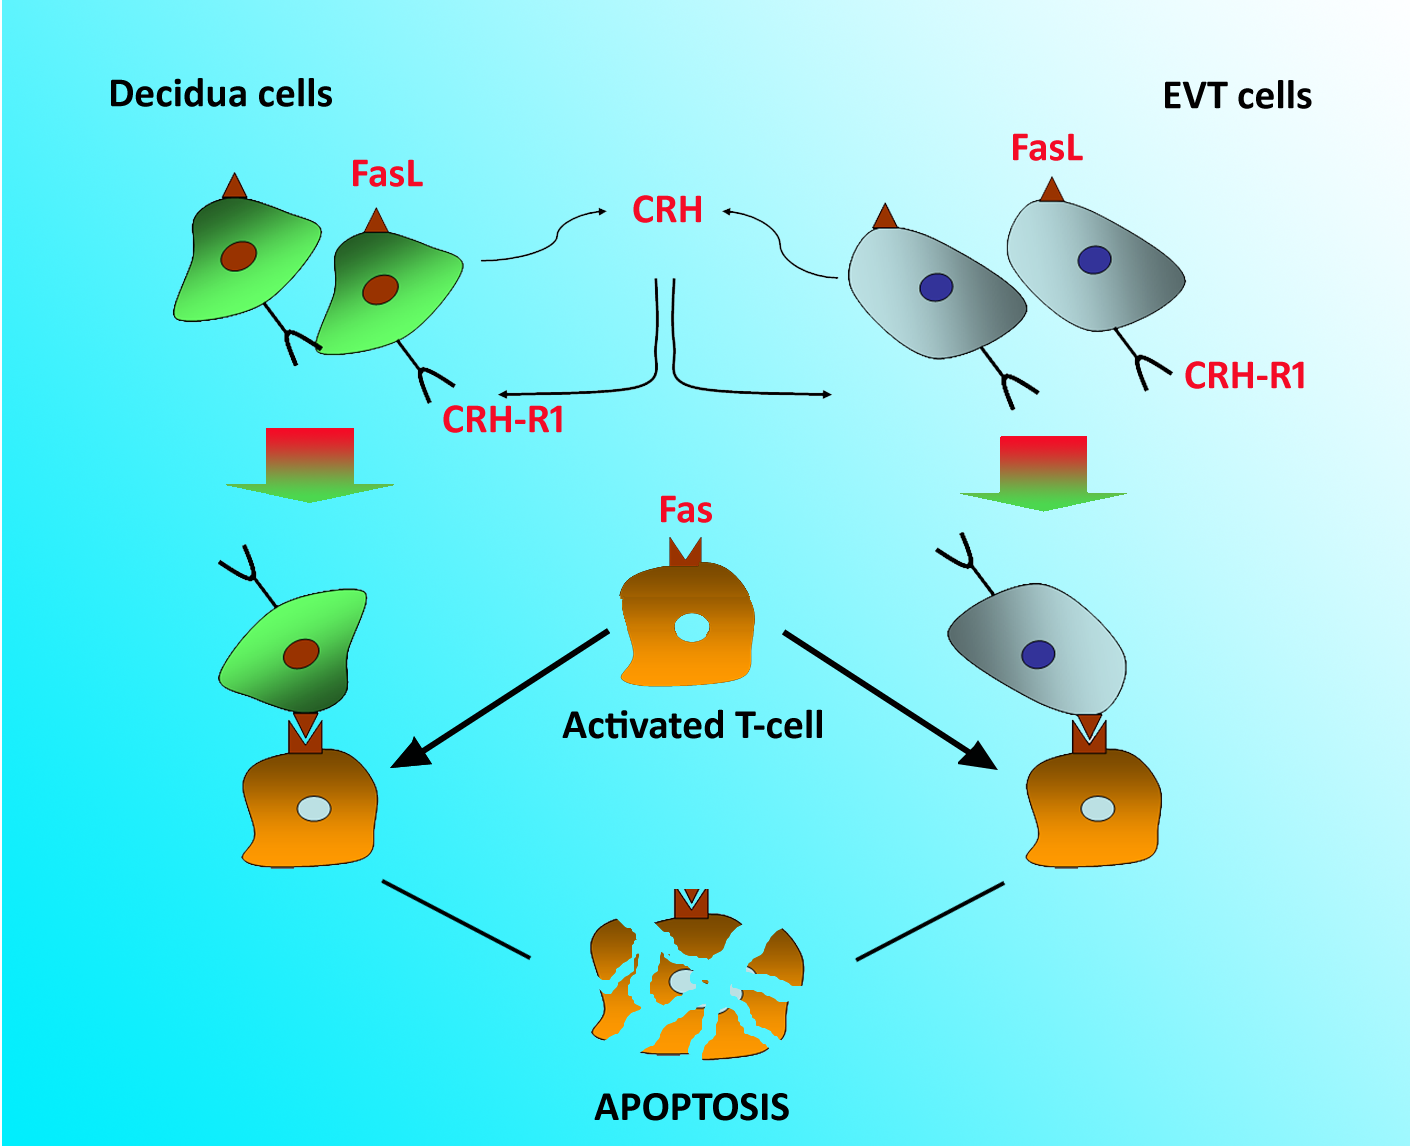 Decidua cells
EVT cells
FasL
FasL
CRH
CRH-R1
CRH-R1
Fas
Activated T-cell
APOPTOSIS